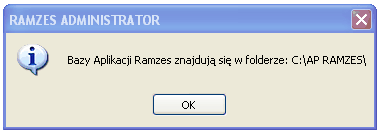 RAMZES ADMINISTRATOR
Bazy Aplikacji Ramzes znajdują się w folderze: C:\AP RAMZES\
OK